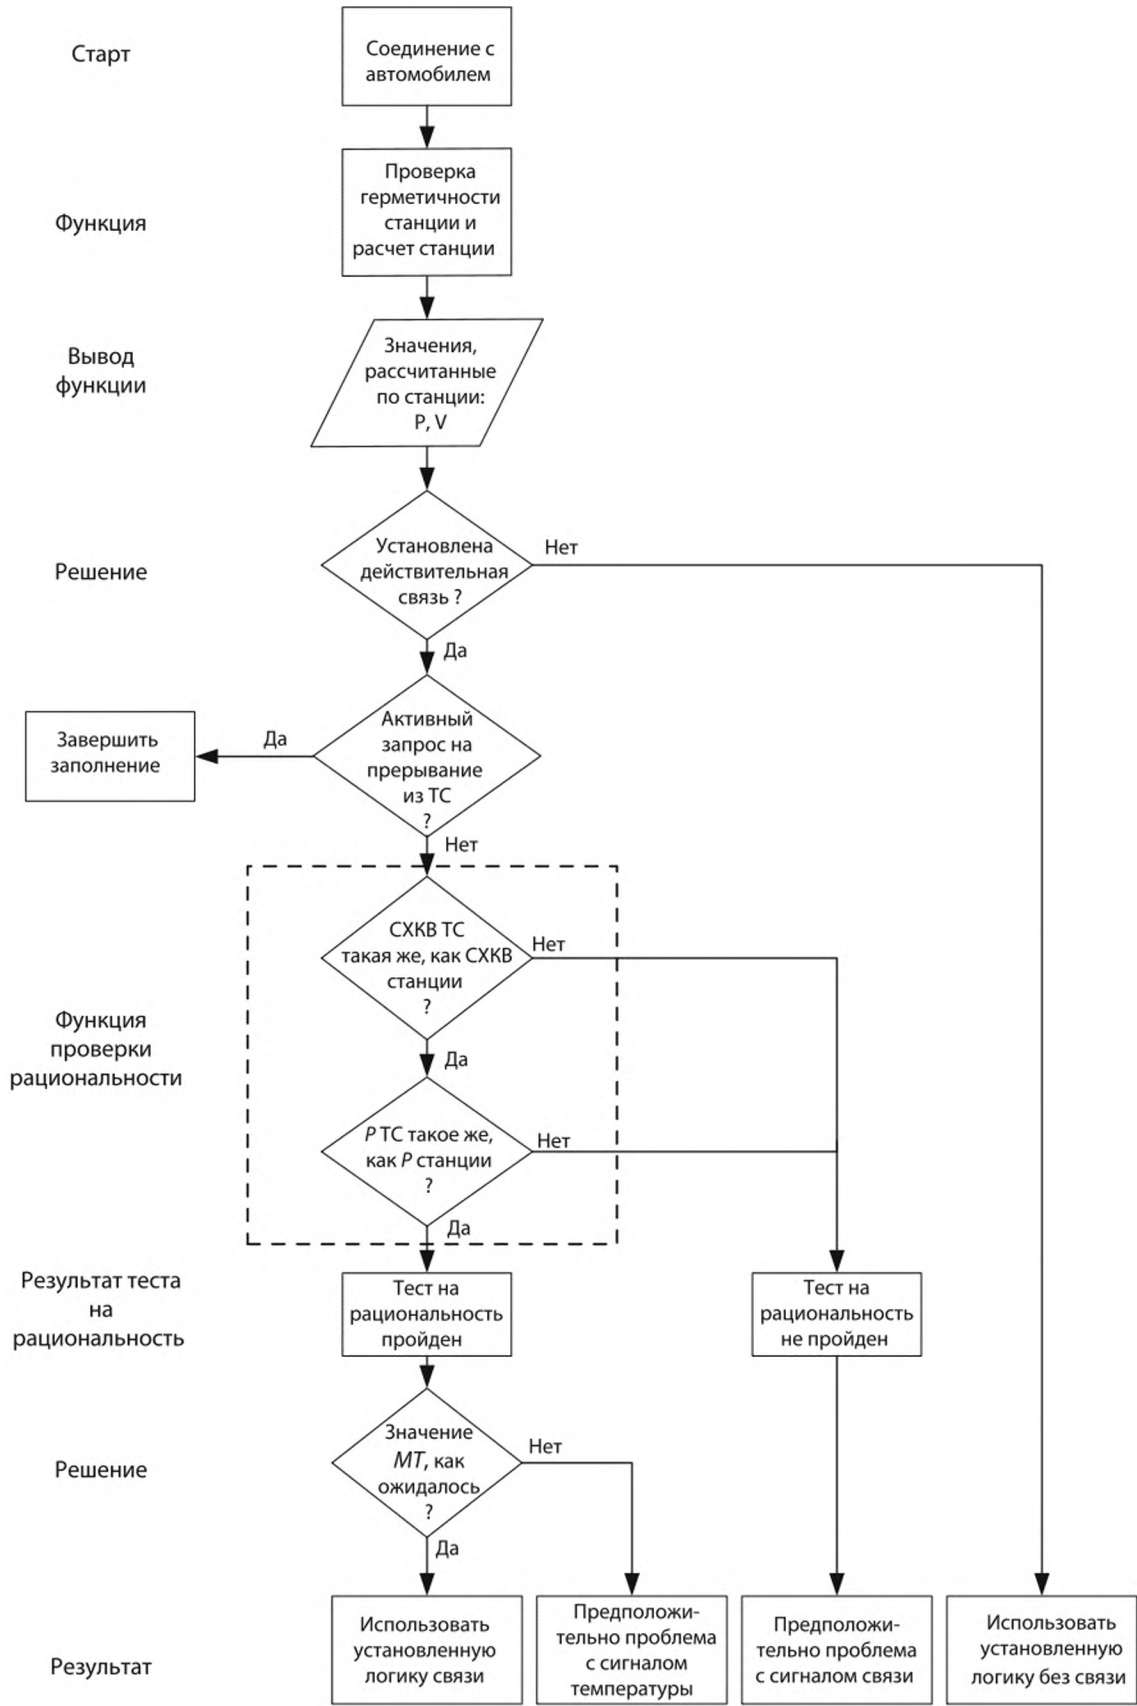 Старт
Соединение с
автомобилем
Функция
Проверка
герметичности
станции и
расчет станции
Вывод
функции
Значения,
рассчитанные
по станции:
P, V
Решение
Установлена
действительная
связь ?
Нет
Да
Завершить
заполнение
Да
Активный
запрос на
прерывание
из ТС
?
Нет
Функция
проверки
рациональности
СХКВ ТС
такая же, как СХКВ
станции
?
Нет
Да
P ТС такое же,
как P станции
?
Нет
Да
Результат теста
на
рациональность
Тест на
рациональность
пройден
Тест на
рациональность
не пройден
Решение
Значение
MT, как
ожидалось
?
Нет
Да
Результат
Использовать
установленную
логику связи
Предположи-
тельно проблема
с сигналом
температуры
Предположи-
тельно проблема
с сигналом связи
Использовать
установленную
логику без связи